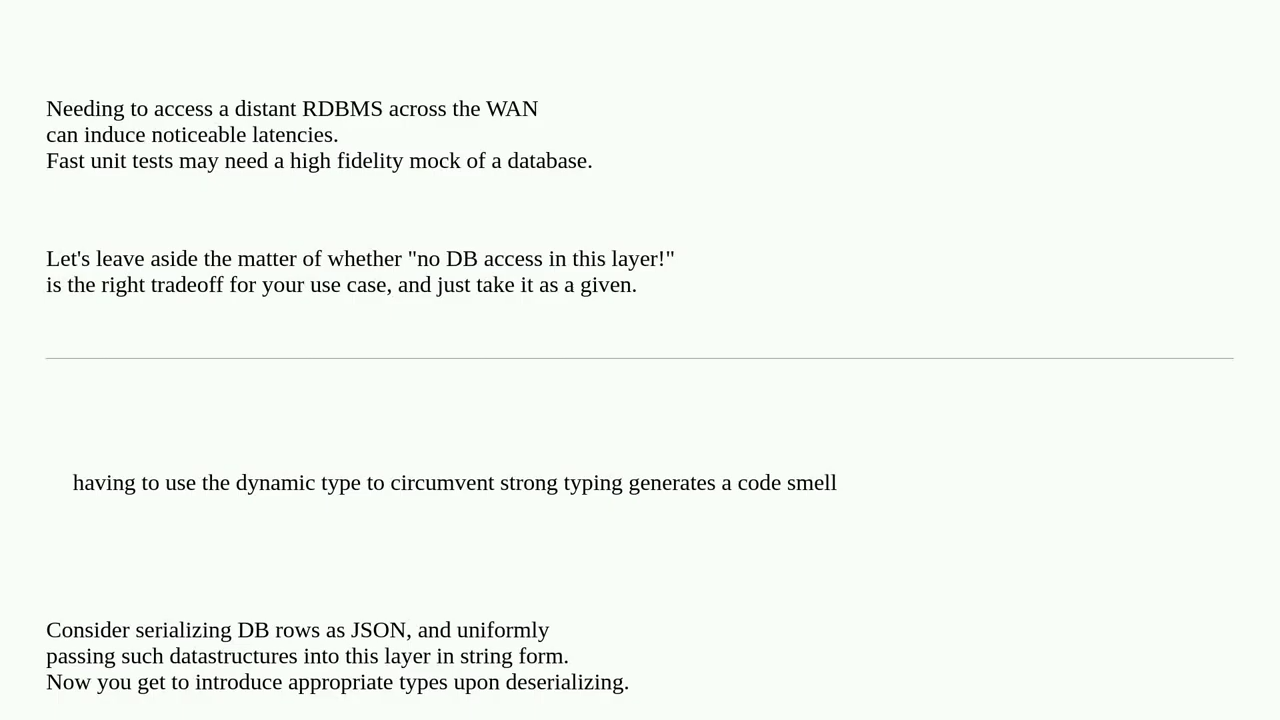 Needing to access a distant RDBMS across the WAN
can induce noticeable latencies.
Fast unit tests may need a high fidelity mock of a database.
Let's leave aside the matter of whether "no DB access in this layer!"
is the right tradeoff for your use case, and just take it as a given.
having to use the dynamic type to circumvent strong typing generates a code smell
Consider serializing DB rows as JSON, and uniformly
passing such datastructures into this layer in string form.
Now you get to introduce appropriate types upon deserializing.